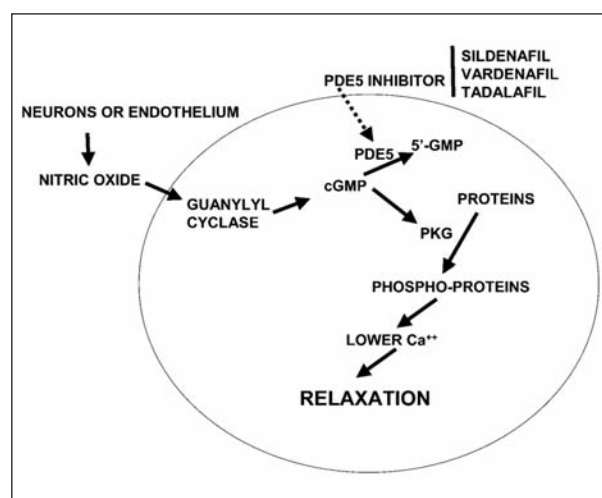 SILDENAFIL
PDE5 INHIBITOR VARDENAFIL
TADALAFIL
NEURONS OR ENDOTHELIUM
5'-GMP
PDE5
NITRIC OXIDE
cGMP
GUANYLYL
CYCLASE
PROTEINS
PKG
PHOSPHO-PROTEINS
LOWER Ca⁺⁺
RELAXATION